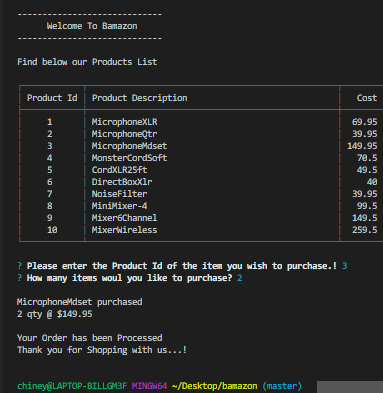 ----------------------------
Welcome To Bamazon
----------------------------
Find below our Products List
Product Id Product Description Cost
1 MicrophoneXLR 69.95
2 MicrophoneQtr 39.95
3 MicrophoneMdset 149.95
4 MonsterCordSoft 70.5
5 CordXLR25ft 49.5
6 DirectBoxXlr 40
7 NoiseFilter 39.95
8 MiniMixer-4 99.5
9 Mixer6Channel 149.5
10 MixerWireless 259.5
? Please enter the Product Id of the item you wish to purchase.! 3
? How many items woul you like to purchase? 2
MicrophoneMdset purchased
2 qty @ $149.95
Your Order has been Processed
Thank you for Shopping with us...!
chiney@LAPTOP-BILLGM3F MINGW64 ~/Desktop/bamazon (master)